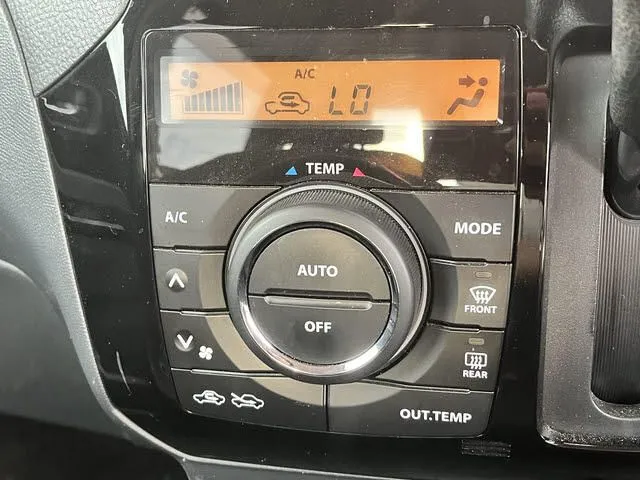 A/C
LO
TEMP
A/C
MODE
AUTO
OFF
FRONT
REAR
OUT.TEMP